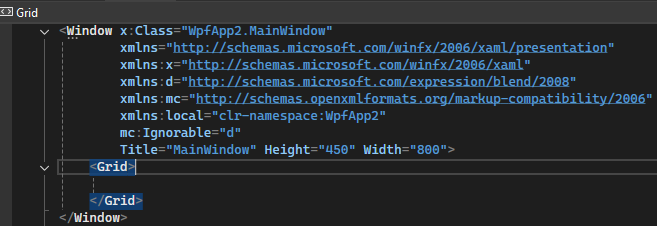 Grid
<Window x:Class="WpfApp2.MainWindow"
xmlns="http://schemas.microsoft.com/winfx/2006/xaml/presentation"
xmlns:x="http://schemas.microsoft.com/winfx/2006/xaml"
xmlns:d="http://schemas.microsoft.com/expression/blend/2008"
xmlns:mc="http://schemas.openxmlformats.org/markup-compatibility/2006"
xmlns:local="clr-namespace:WpfApp2"
mc:Ignorable="d"
Title="MainWindow" Height="450" Width="800">
<Grid>
</Grid>
</Window>